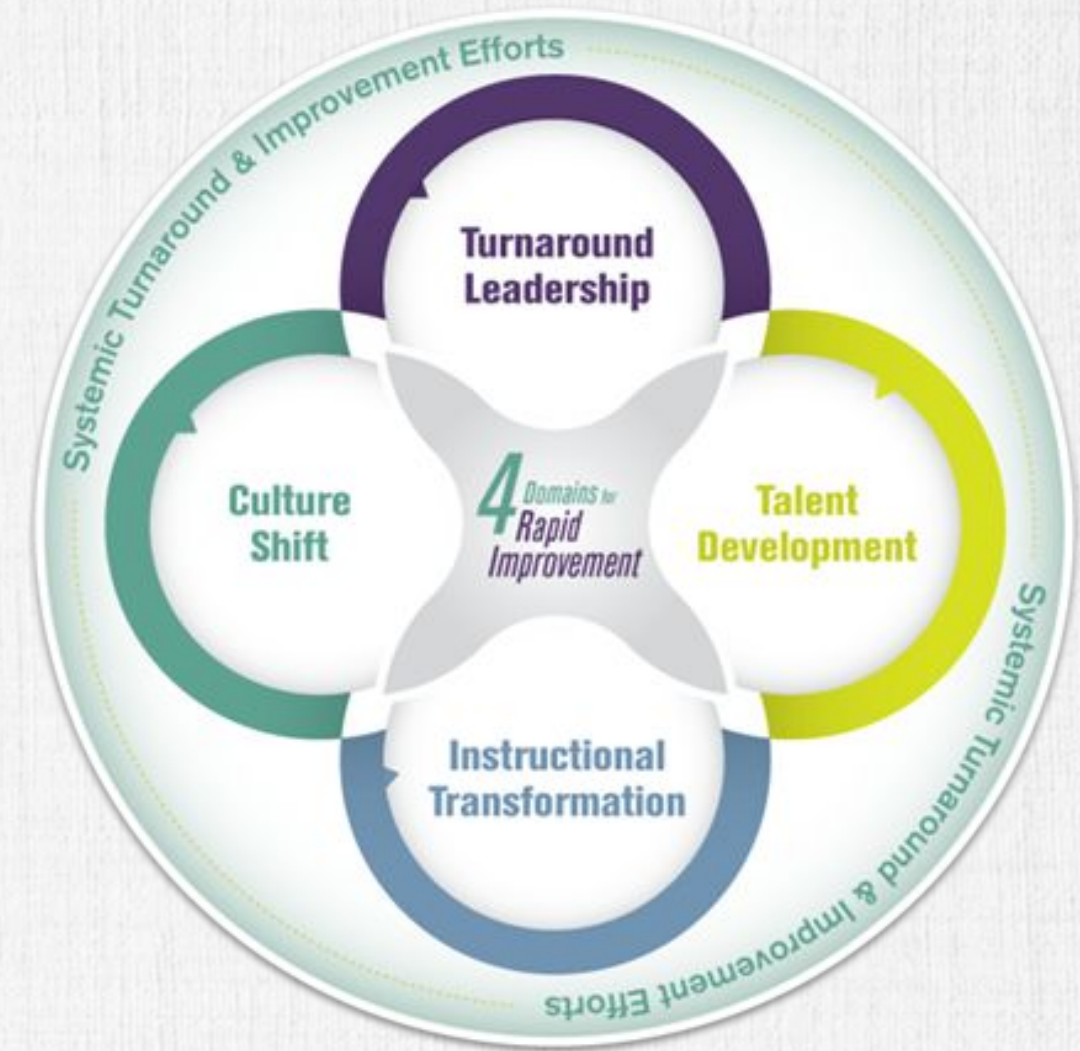 Systemic Turnaround & Improvement Efforts
Turnaround
Leadership
Culture
Shift
4 Domains for
Rapid
Improvement
Talent
Development
Instructional
Transformation
Systemic Turnaround & Improvement Efforts